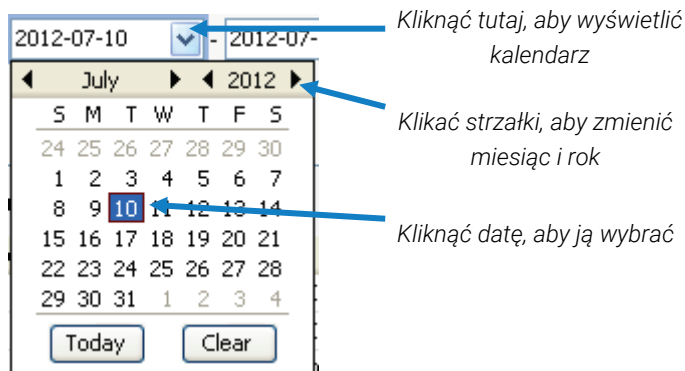 2012-07-10 - 2012-07-
July 2012
S M T W T F S
24 25 26 27 28 29 30
1 2 3 4 5 6 7
8 9 10 11 12 13 14
15 16 17 18 19 20 21
22 23 24 25 26 27 28
29 30 31 1 2 3 4
Today Clear
Kliknąć tutaj, aby wyświetlić
kalendarz
Klikać strzałki, aby zmienić
miesiąc i rok
Kliknąć datę, aby ją wybrać